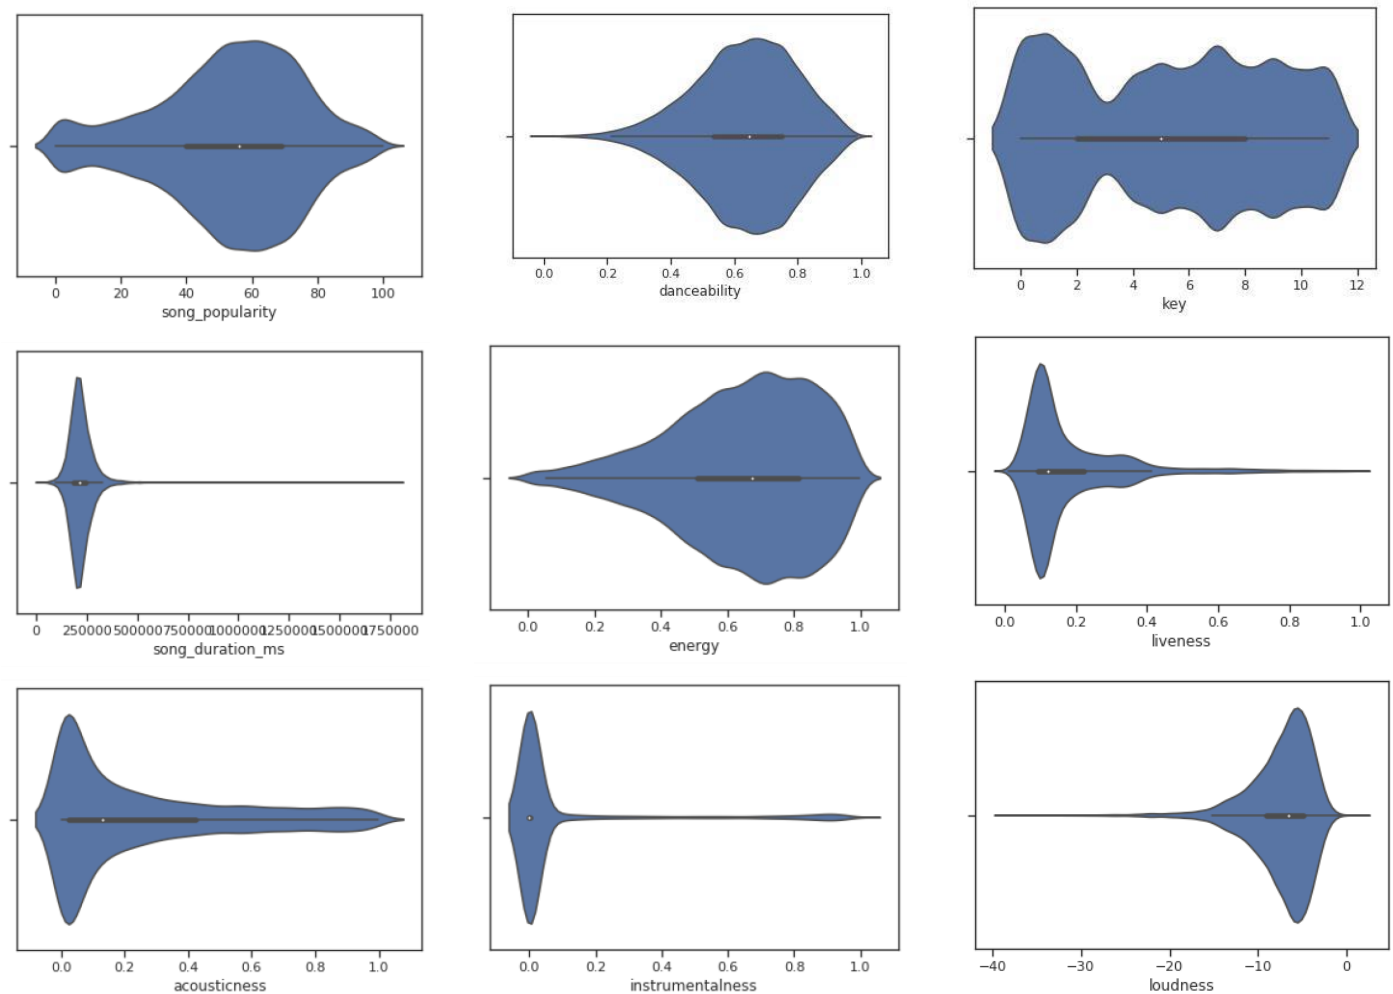 0 20 40 60 80 100
song_popularity
0.0 0.2 0.4 0.6 0.8 1.0
danceability
0 2 4 6 8 10 12
key
0 250000 500000 750000 1000000 1250000 1500000 1750000
song_duration_ms
0.0 0.2 0.4 0.6 0.8 1.0
energy
0.0 0.2 0.4 0.6 0.8 1.0
liveness
0.0 0.2 0.4 0.6 0.8 1.0
acousticness
0.0 0.2 0.4 0.6 0.8 1.0
instrumentalness
−40 −30 −20 −10 0
loudness